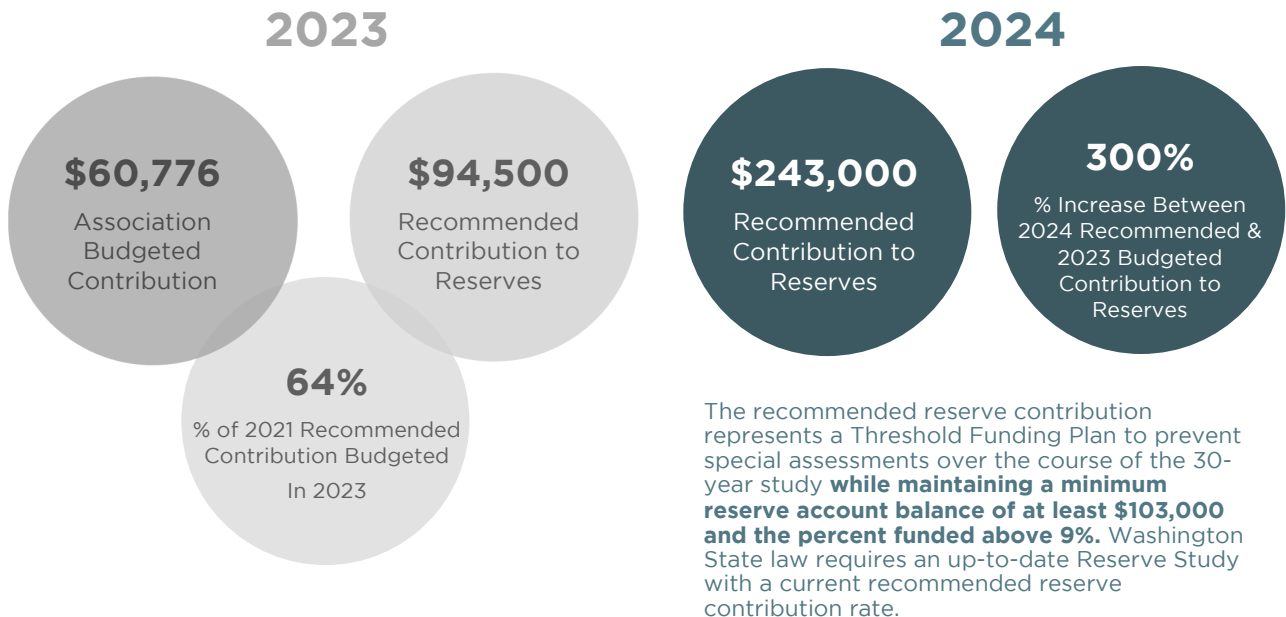 2023
$60,776
Association
Budgeted
Contribution
$94,500
Recommended
Contribution to
Reserves
64%
% of 2021 Recommended
Contribution Budgeted
In 2023
2024
$243,000
Recommended
Contribution to
Reserves
300%
% Increase Between
2024 Recommended &
2023 Budgeted
Contribution to
Reserves
The recommended reserve contribution
represents a Threshold Funding Plan to prevent
special assessments over the course of the 30-
year study while maintaining a minimum
reserve account balance of at least $103,000
and the percent funded above 9%. Washington
State law requires an up-to-date Reserve Study
with a current recommended reserve
contribution rate.